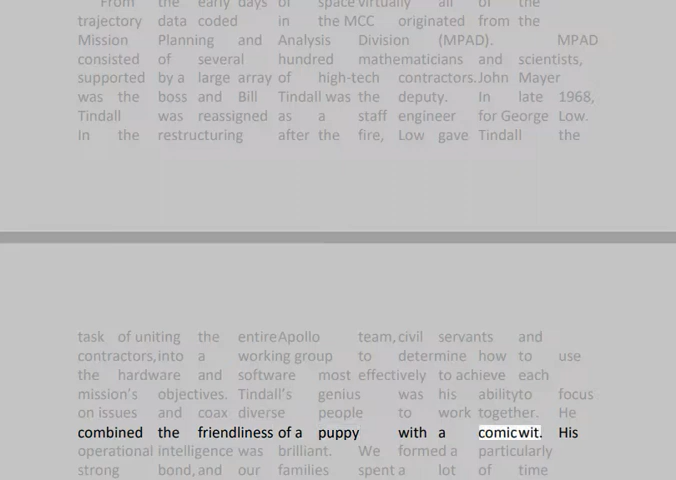 From the early days of space virtually all of the
trajectory data coded in the MCC originated from the
Mission Planning and Analysis Division (MPAD). MPAD
consisted of several hundred mathematicians and scientists,
supported by a large array of high-tech contractors. John Mayer
was the boss and Bill Tindall was the deputy. In late 1968,
Tindall was reassigned as a staff engineer for George Low.
In the restructuring after the fire, Low gave Tindall the
task of uniting the entire Apollo team, civil servants and
contractors, into a working group to determine how to use
the hardware and software most effectively to achieve each
mission's objectives. Tindall's genius was his ability to focus
on issues and coax diverse people to work together. He
combined the friendliness of a puppy with a comic wit. His
operational intelligence was brilliant. We formed a particularly
strong bond, and our families spent a lot of time